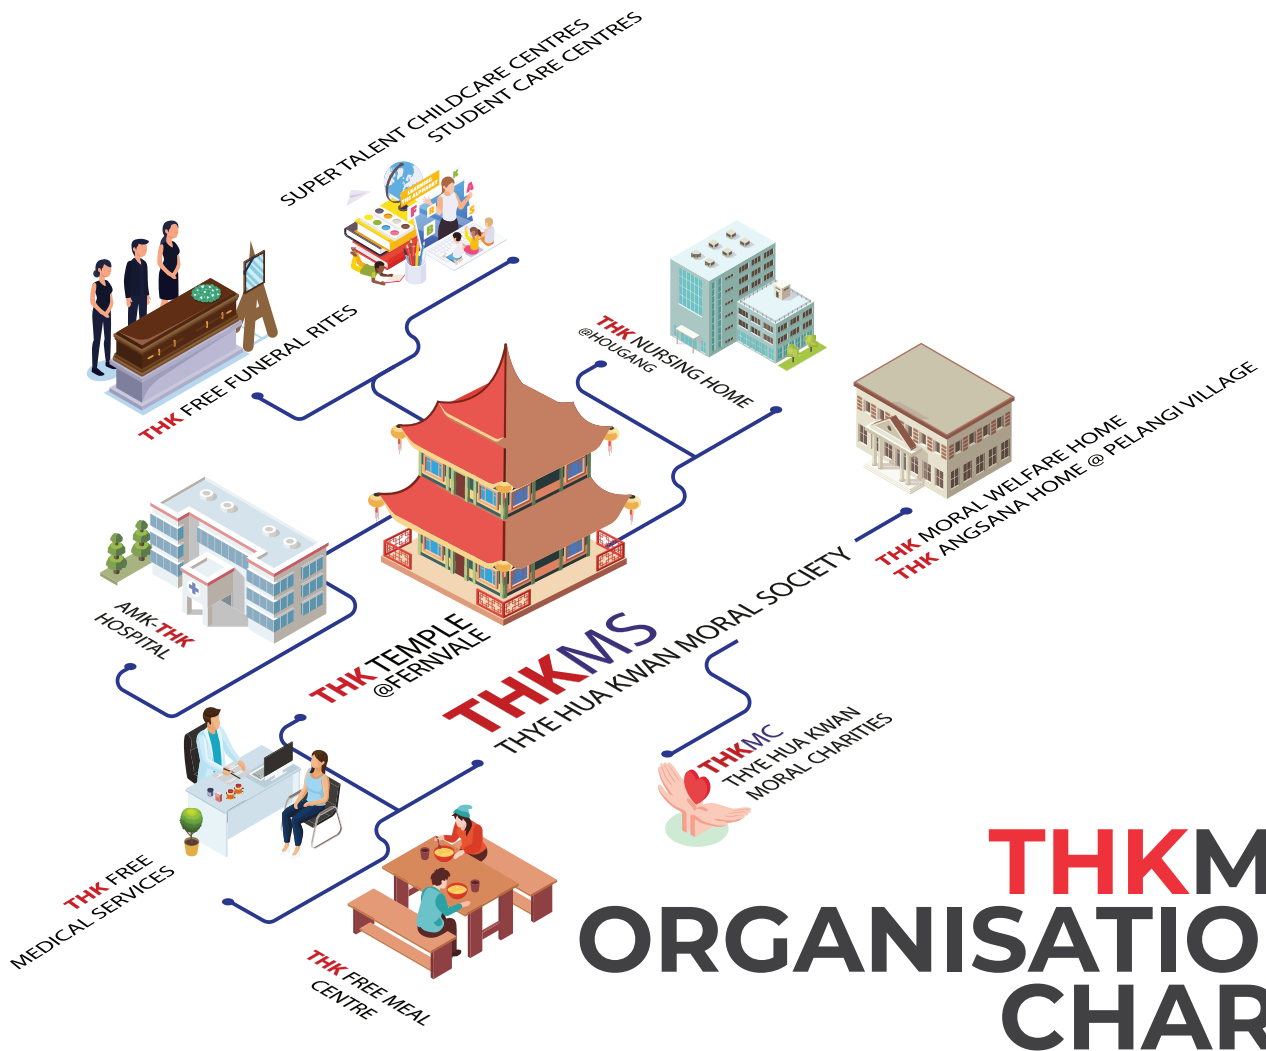 SUPER TALENT CHILDCARE CENTRES
STUDENT CARE CENTRES
THK FREE FUNERAL RITES
THK NURSING HOME
@HOUGANG
THK MORAL WELFARE HOME
THK ANGSANA HOME @ PELANGI VILLAGE
AMK-THK
HOSPITAL
THK TEMPLE
@FERNVALE
THKMS
THYE HUA KWAN MORAL SOCIETY
THKMC
THYE HUA KWAN
MORAL CHARITIES
THK FREE
MEDICAL SERVICES
THK FREE MEAL
CENTRE
THKM
ORGANISATIO
CHAR